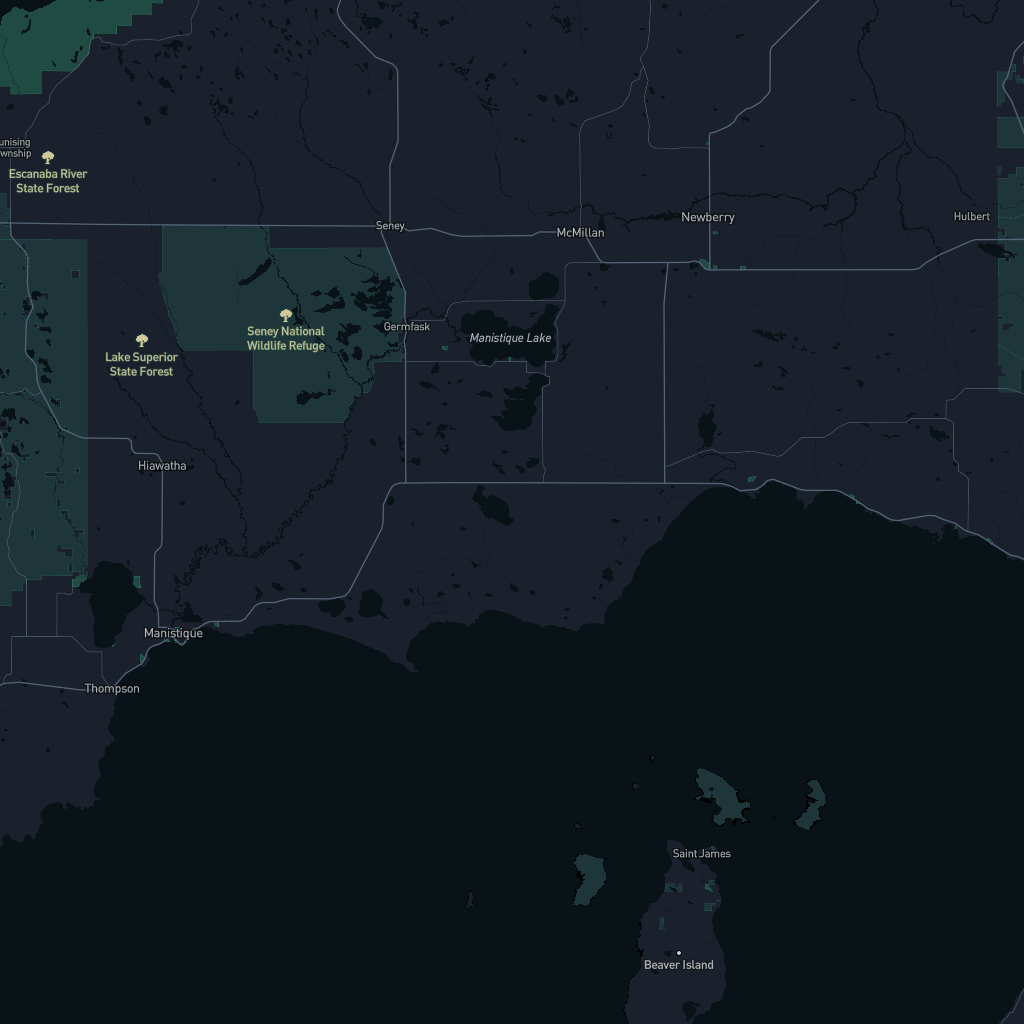 unising
wnship
Escanaba River
State Forest
Seney
McMillan
Newberry
Hulbert
Seney National
Wildlife Refuge
Germfask
Manistique Lake
Lake Superior
State Forest
Hiawatha
Manistique
Thompson
Saint James
Beaver Island